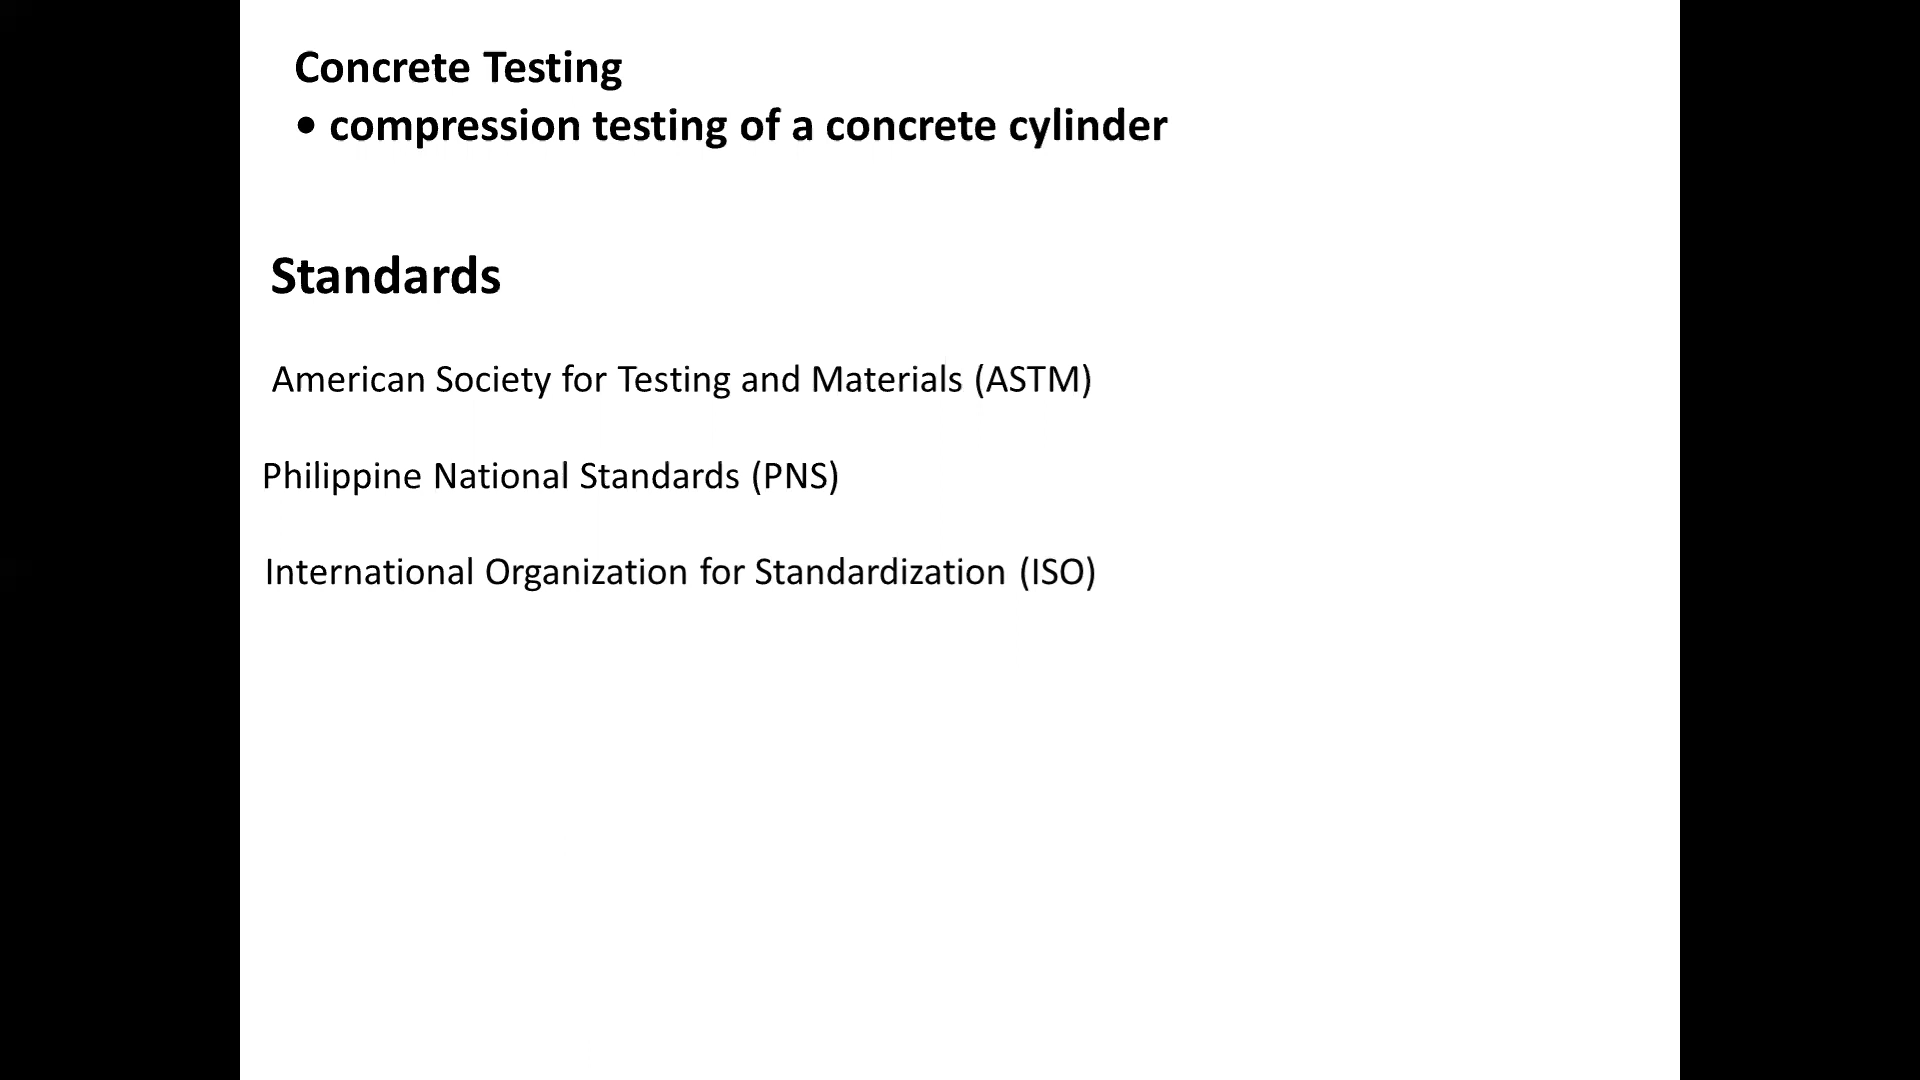 Concrete Testing
• compression testing of a concrete cylinder
Standards
American Society for Testing and Materials (ASTM)
Philippine National Standards (PNS)
International Organization for Standardization (ISO)